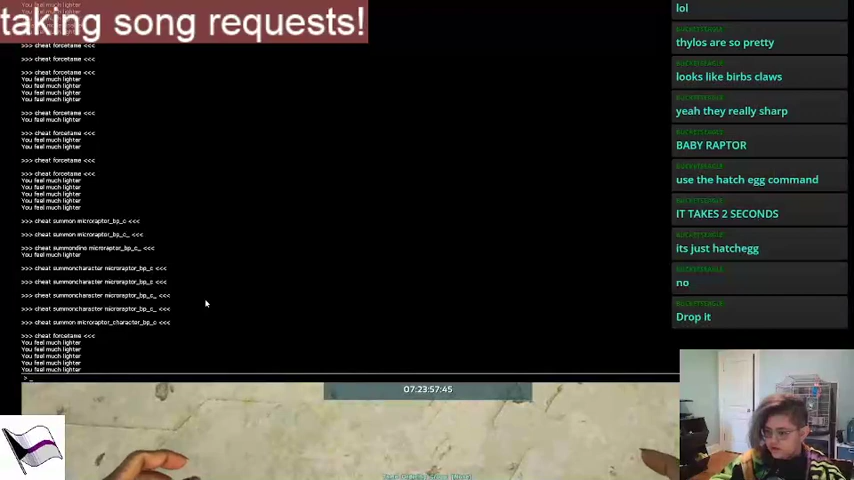 taking song requests!
You feel much lighter
>>> cheat forcetame <<<
>>> cheat forcetame <<<
>>> cheat forcetame <<<
You feel much lighter
You feel much lighter
You feel much lighter
You feel much lighter
>>> cheat forcetame <<<
You feel much lighter
>>> cheat forcetame <<<
You feel much lighter
You feel much lighter
>>> cheat forcetame <<<
>>> cheat forcetame <<<
You feel much lighter
You feel much lighter
You feel much lighter
You feel much lighter
You feel much lighter
>>> cheat summon microraptor_bp_c <<<
>>> cheat summon microraptor_bp_c_ <<<
>>> cheat summondino microraptor_bp_c_ <<<
You feel much lighter
>>> cheat summoncharacter microraptor_bp_c <<<
>>> cheat summoncharacter microraptor_bp_c <<<
>>> cheat summoncharacter microraptor_bp_c_ <<<
>>> cheat summoncharacter microraptor_bp_c_ <<<
>>> cheat summon microraptor_character_bp_c <<<
>>> cheat forcetame <<<
You feel much lighter
You feel much lighter
You feel much lighter
You feel much lighter
You feel much lighter
> _
07:23:57:45
lol
thylos are so pretty
looks like birbs claws
yeah they really sharp
BABY RAPTOR
use the hatch egg command
IT TAKES 2 SECONDS
its just hatchegg
no
Drop It